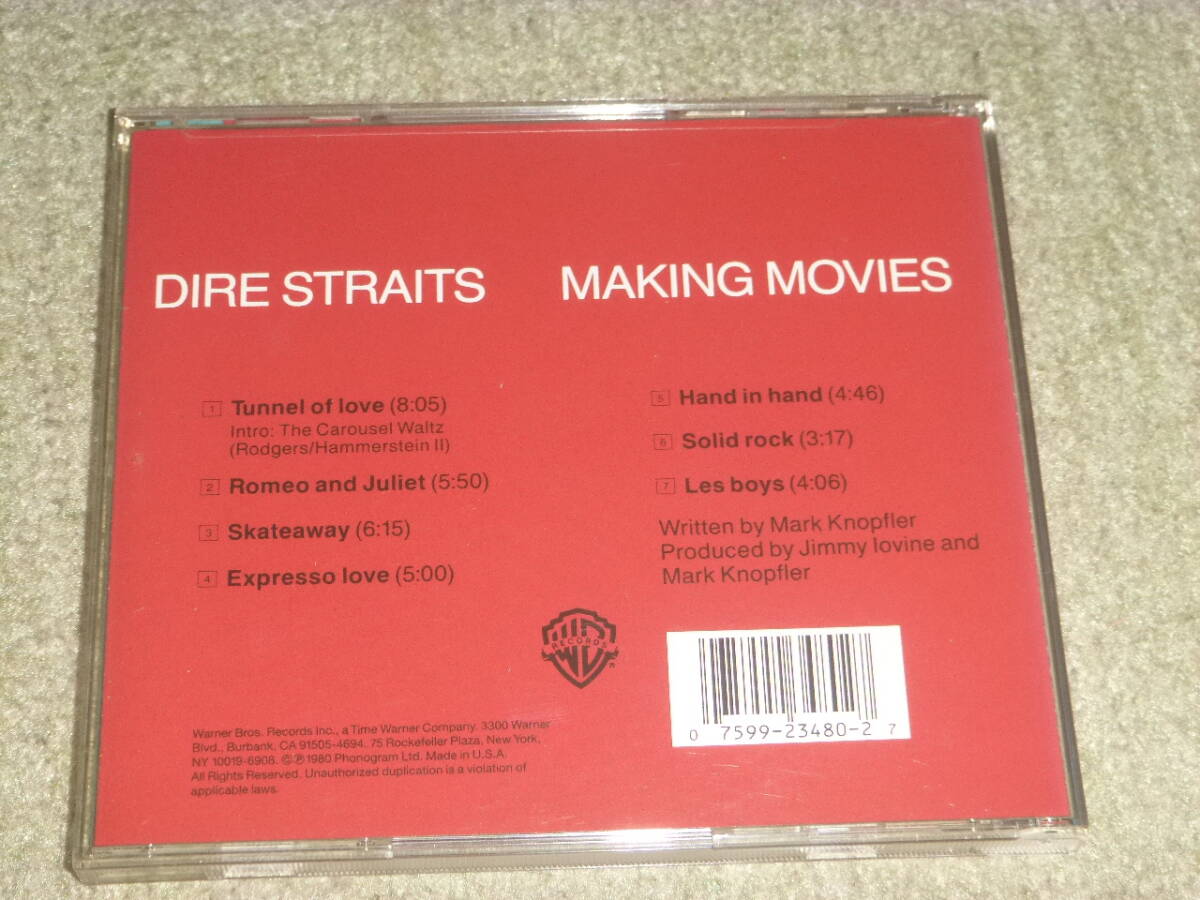 DIRE STRAITS
MAKING MOVIES
1 Tunnel of love (8:05)
Intro: The Carousel Waltz
(Rodgers/Hammerstein II)
2 Romeo and Juliet (5:50)
3 Skateaway (6:15)
4 Expresso love (5:00)
5 Hand in hand (4:46)
6 Solid rock (3:17)
7 Les boys (4:06)
Written by Mark Knopfler
Produced by Jimmy Iovine and
Mark Knopfler
WB
RECORDS
®
Warner Bros. Records Inc., a Time Warner Company. 3300 Warner
Blvd., Burbank, CA 91505-4694. 75 Rockefeller Plaza, New York,
NY 10019-6908. ©℗1980 Phonogram Ltd. Made in U.S.A.
All Rights Reserved. Unauthorized duplication is a violation of
applicable laws.
0 7599-23480-2 7